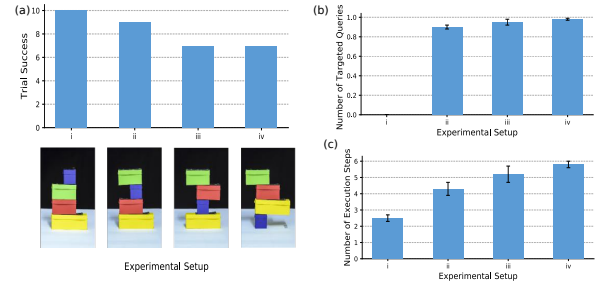 (a)
Trial Success
10
8
6
4
2
0
i ii iii iv
Experimental Setup
(b)
Number of Targeted Queries
1.0
0.8
0.6
0.4
0.2
0.0
i ii iii iv
Experimental Setup
(c)
Number of Execution Steps
6
5
4
3
2
1
0
i ii iii iv
Experimental Setup